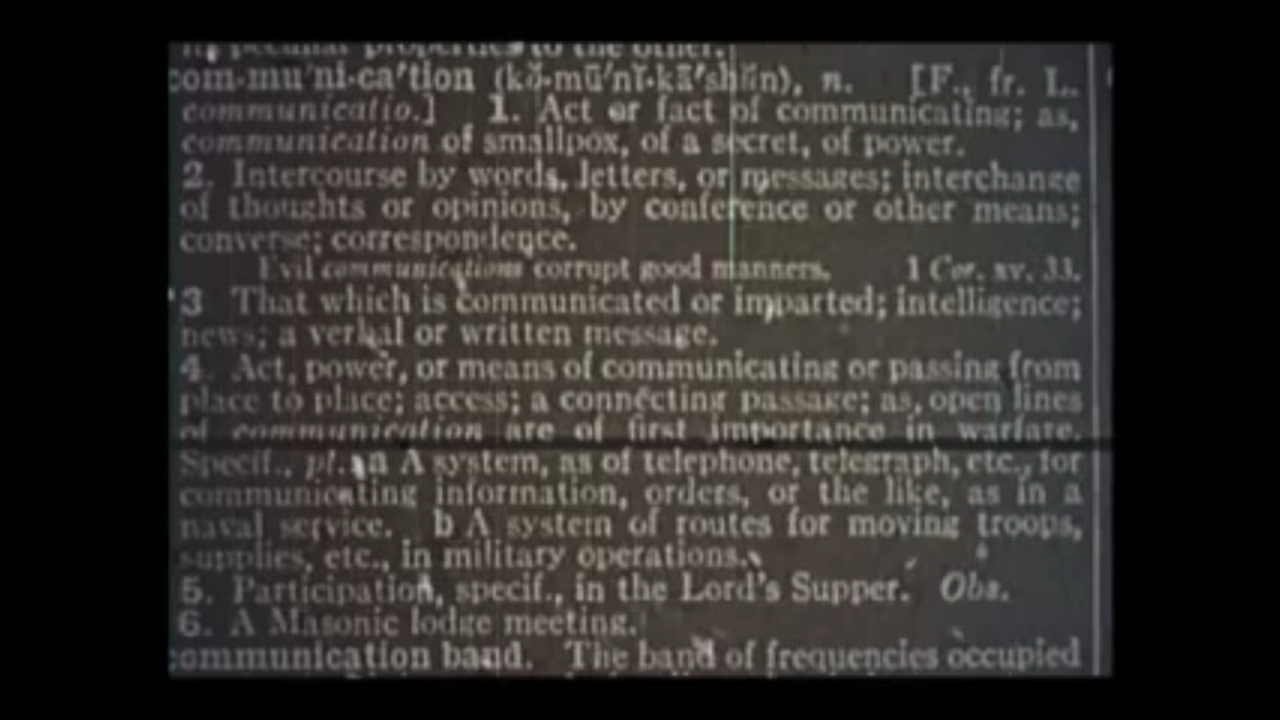 n, peculiar properties to the other.
com·mu′ni·ca′tion (kŏ·mū′nĭ·kā′shŭn), n. [F., fr. L.
communicatio.] 1. Act or fact of communicating; as,
communication of smallpox, of a secret, of power.
2. Intercourse by words, letters, or messages; interchange
of thoughts or opinions, by conference or other means;
converse; correspondence.
Evil communications corrupt good manners. 1 Cor. xv. 33.
3 That which is communicated or imparted; intelligence;
news; a verbal or written message.
4. Act, power, or means of communicating or passing from
place to place; access; a connecting passage; as, open lines
of communication are of first importance in warfare.
Specif., pl. a A system, as of telephone, telegraph, etc., for
communicating information, orders, or the like, as in a
naval service. b A system of routes for moving troops,
supplies, etc., in military operations.
5. Participation, specif., in the Lord's Supper. Obs.
6. A Masonic lodge meeting.
communication band. The band of frequencies occupied